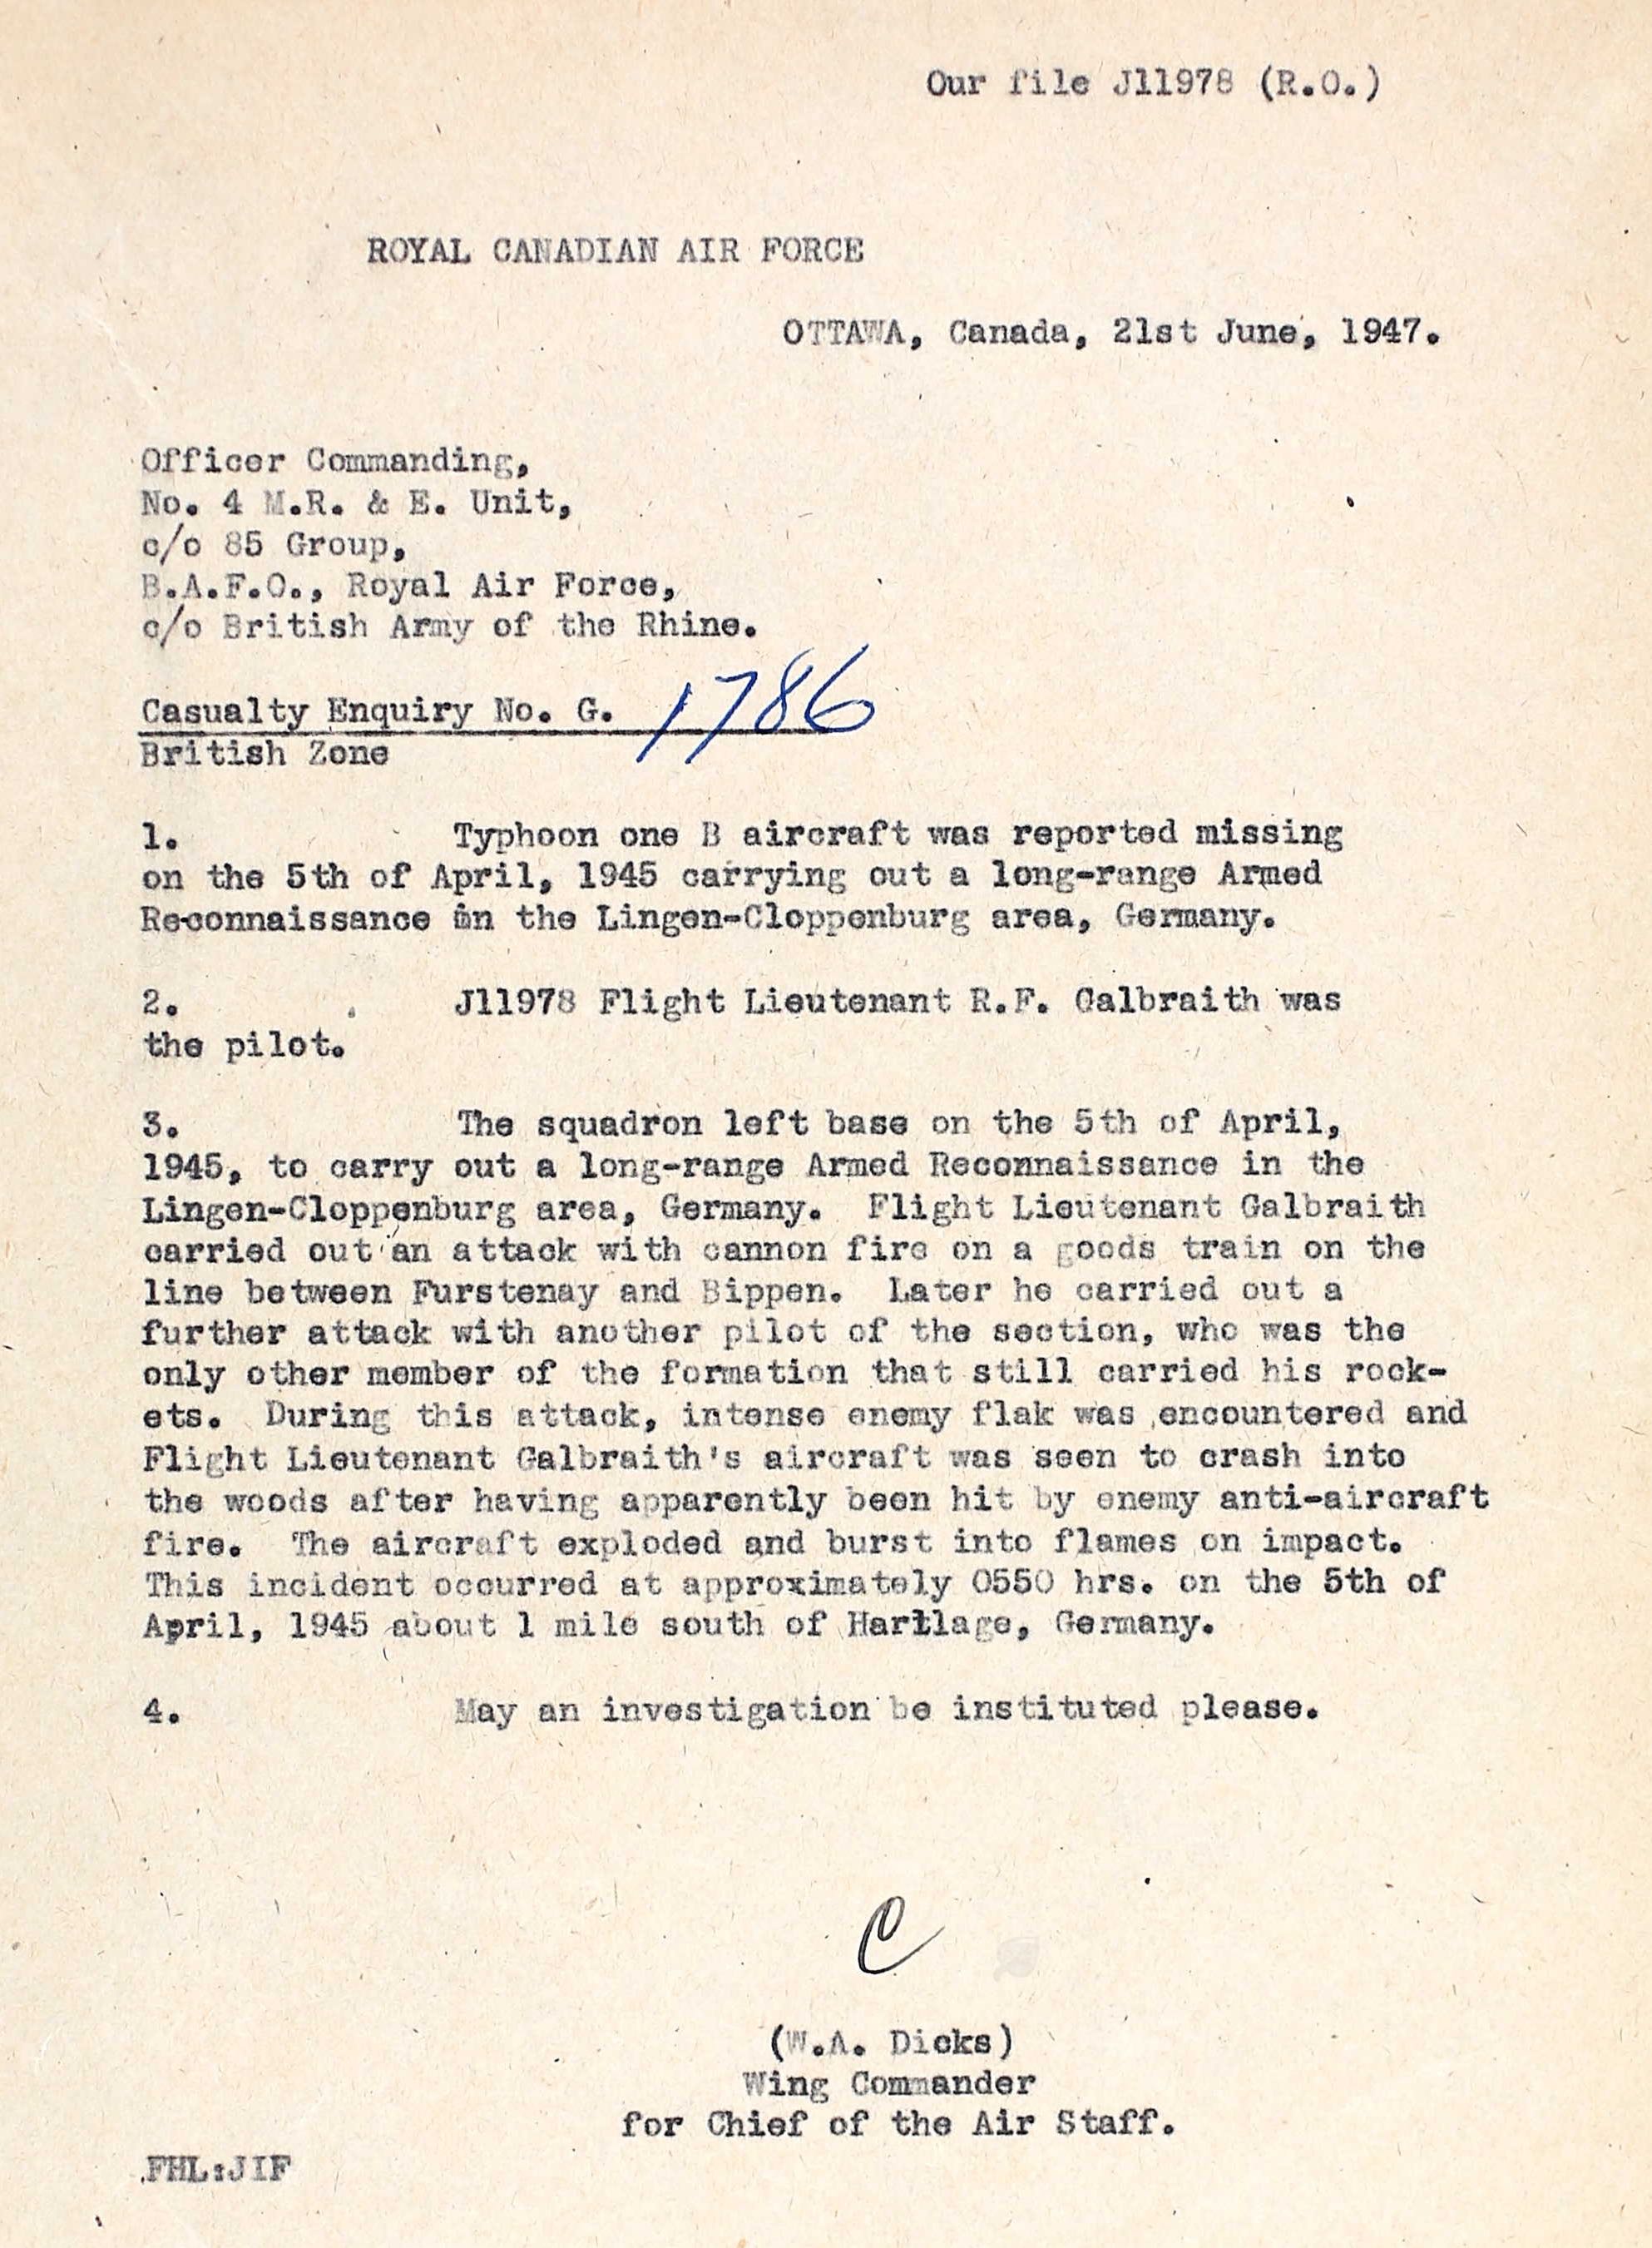 Our file J11978 (R.O.)
ROYAL CANADIAN AIR FORCE
OTTAWA, Canada, 21st June, 1947.
Officer Commanding,
No. 4 M.R. & E. Unit,
c/o 85 Group,
B.A.F.O., Royal Air Force,
c/o British Army of the Rhine.
Casualty Enquiry No. G. 1786
British Zone
1. Typhoon one B aircraft was reported missing
on the 5th of April, 1945 carrying out a long-range Armed
Reconnaissance in the Lingen-Cloppenburg area, Germany.
2. J11978 Flight Lieutenant R.F. Galbraith was
the pilot.
3. The squadron left base on the 5th of April,
1945, to carry out a long-range Armed Reconnaissance in the
Lingen-Cloppenburg area, Germany. Flight Lieutenant Galbraith
carried out an attack with cannon fire on a goods train on the
line between Furstenay and Bippen. Later he carried out a
further attack with another pilot of the section, who was the
only other member of the formation that still carried his rock-
ets. During this attack, intense enemy flak was encountered and
Flight Lieutenant Galbraith's aircraft was seen to crash into
the woods after having apparently been hit by enemy anti-aircraft
fire. The aircraft exploded and burst into flames on impact.
This incident occurred at approximately 0550 hrs. on the 5th of
April, 1945 about 1 mile south of Hartlage, Germany.
4. May an investigation be instituted please.
C
(W.A. Dicks)
Wing Commander
for Chief of the Air Staff.
FHL:JIF